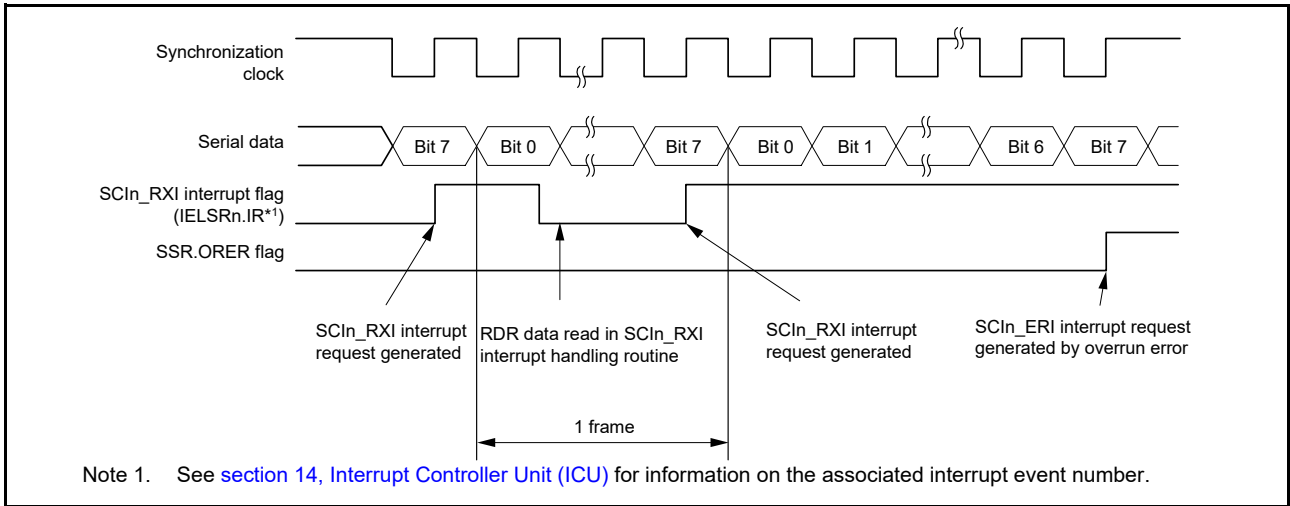 Synchronization
clock
Serial data
Bit 7
Bit 0
Bit 7
Bit 0
Bit 1
Bit 6
Bit 7
SCIn_RXI interrupt flag
(IELSRn.IR*1)
SSR.ORER flag
SCIn_RXI interrupt
request generated
RDR data read in SCIn_RXI
interrupt handling routine
SCIn_RXI interrupt
request generated
SCIn_ERI interrupt request
generated by overrun error
1 frame
Note 1. See section 14, Interrupt Controller Unit (ICU) for information on the associated interrupt event number.